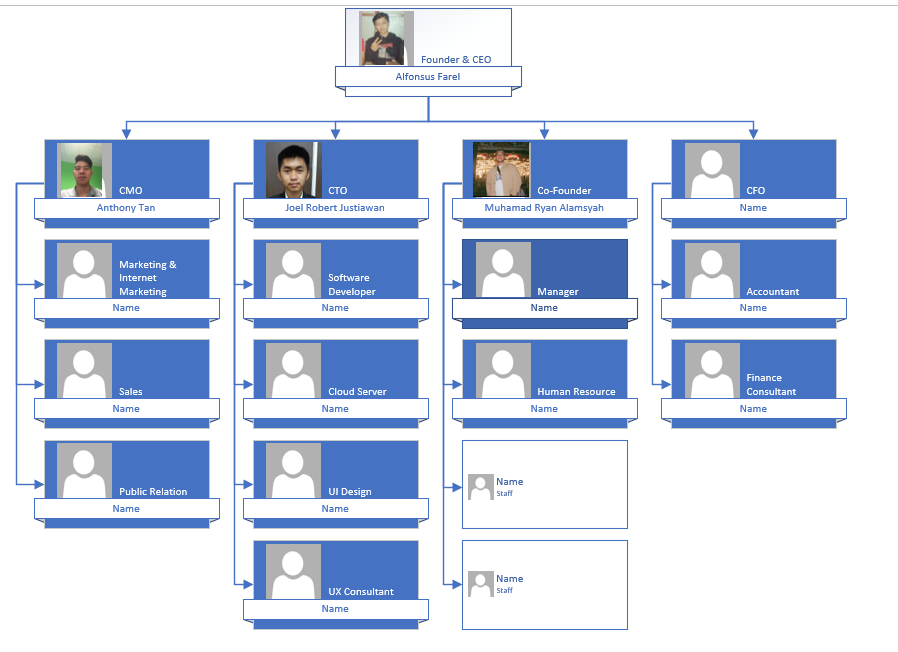 Founder & CEO
Alfonsus Farel
CMO
Anthony Tan
CTO
Joel Robert Justiawan
Co-Founder
Muhamad Ryan Alamsyah
CFO
Name
Marketing &
Internet
Marketing
Name
Software
Developer
Name
Manager
Name
Accountant
Name
Sales
Name
Cloud Server
Name
Human Resource
Name
Finance
Consultant
Name
Public Relation
Name
UI Design
Name
Name
Staff
UX Consultant
Name
Name
Staff